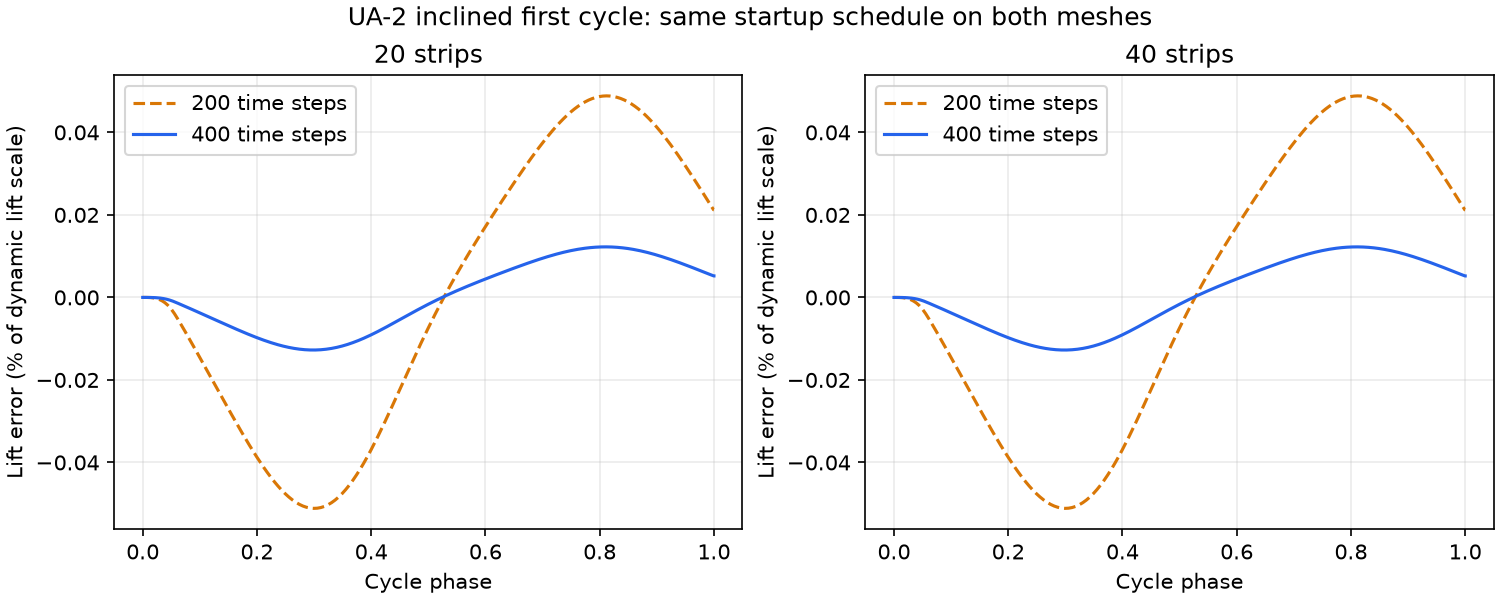 UA-2 inclined first cycle: same startup schedule on both meshes
20 strips
200 time steps
400 time steps
Lift error (% of dynamic lift scale)
0.04
0.02
0.00
−0.02
−0.04
0.0 0.2 0.4 0.6 0.8 1.0
Cycle phase
40 strips
200 time steps
400 time steps
Lift error (% of dynamic lift scale)
0.04
0.02
0.00
−0.02
−0.04
0.0 0.2 0.4 0.6 0.8 1.0
Cycle phase